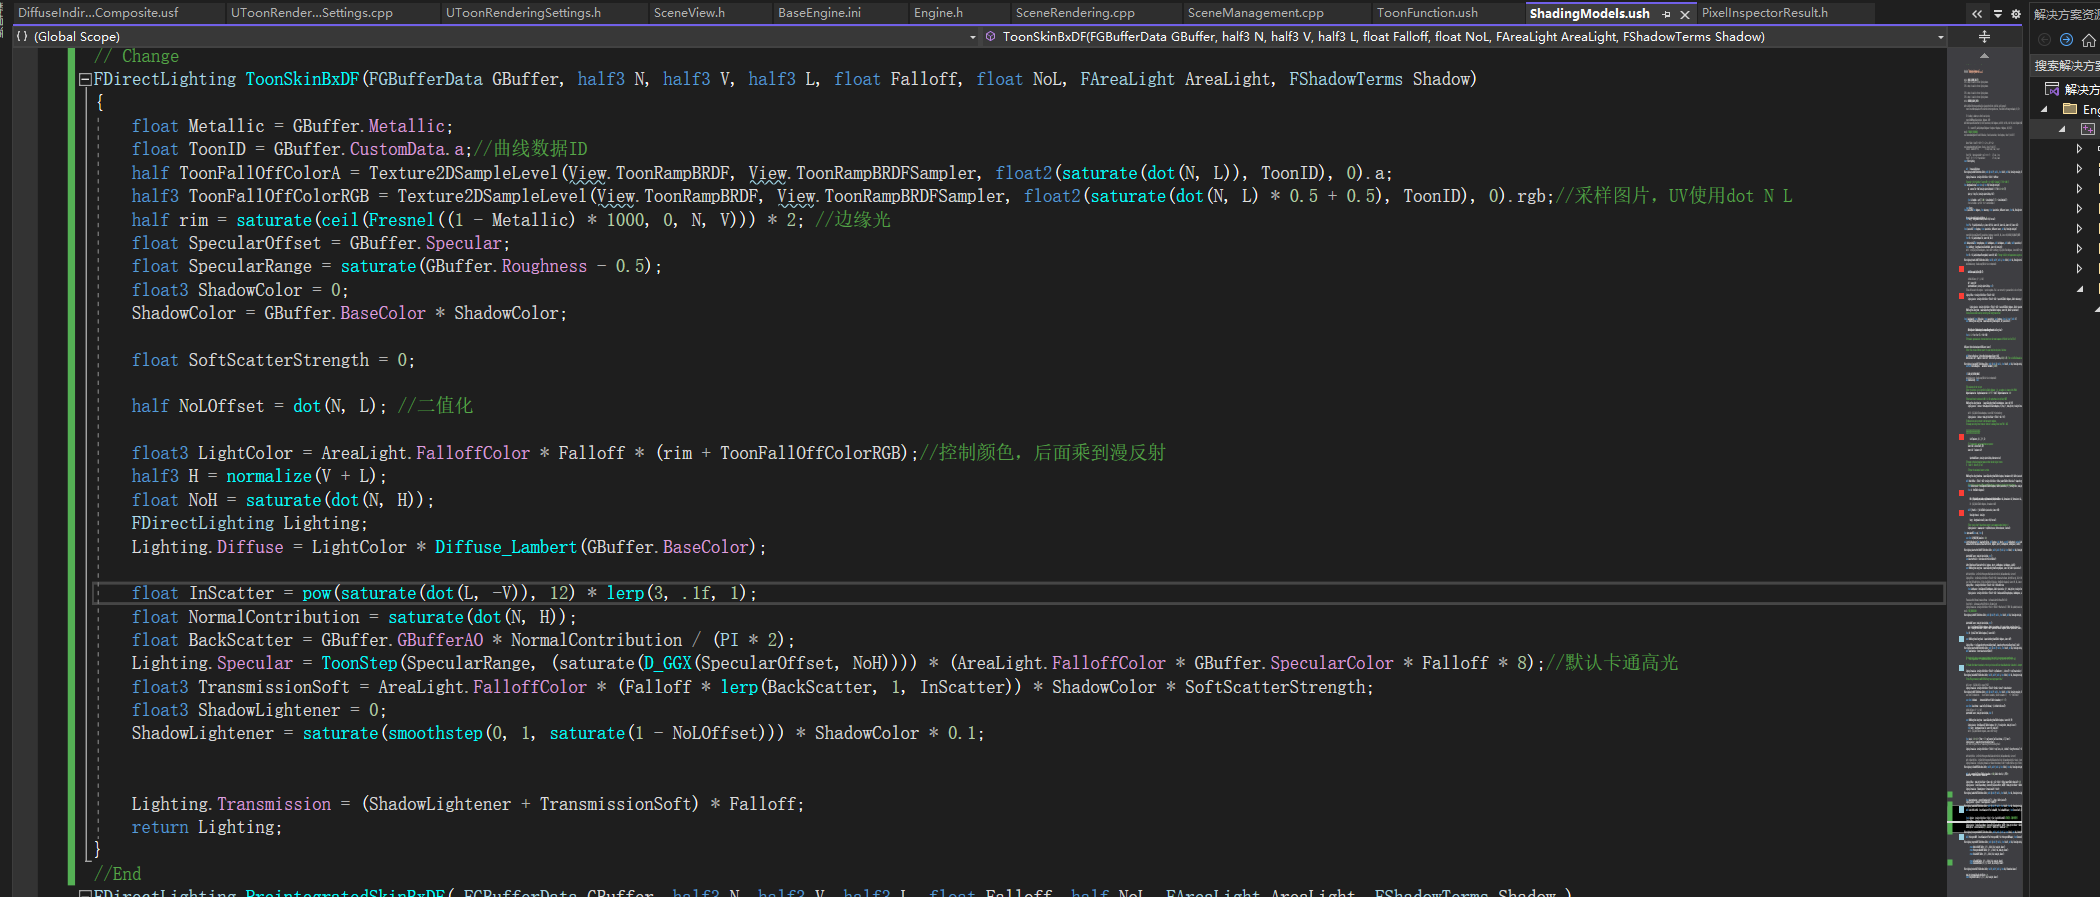 DiffuseIndir...Composite.usf
UToonRender...Settings.cpp
UToonRenderingSettings.h
SceneView.h
BaseEngine.ini
Engine.h
SceneRendering.cpp
SceneManagement.cpp
ToonFunction.ush
ShadingModels.ush
PixelInspectorResult.h
解决方案资源
{ } (Global Scope)
ToonSkinBxDF(FGBufferData GBuffer, half3 N, half3 V, half3 L, float Falloff, float NoL, FAreaLight AreaLight, FShadowTerms Shadow)
搜索解决方案
解决方
Eng
// Change
FDirectLighting ToonSkinBxDF(FGBufferData GBuffer, half3 N, half3 V, half3 L, float Falloff, float NoL, FAreaLight AreaLight, FShadowTerms Shadow)
{
float Metallic = GBuffer.Metallic;
float ToonID = GBuffer.CustomData.a;//曲线数据ID
half ToonFallOffColorA = Texture2DSampleLevel(View.ToonRampBRDF, View.ToonRampBRDFSampler, float2(saturate(dot(N, L)), ToonID), 0).a;
half3 ToonFallOffColorRGB = Texture2DSampleLevel(View.ToonRampBRDF, View.ToonRampBRDFSampler, float2(saturate(dot(N, L) * 0.5 + 0.5), ToonID), 0).rgb;//采样图片，UV使用dot N L
half rim = saturate(ceil(Fresnel((1 - Metallic) * 1000, 0, N, V))) * 2; //边缘光
float SpecularOffset = GBuffer.Specular;
float SpecularRange = saturate(GBuffer.Roughness - 0.5);
float3 ShadowColor = 0;
ShadowColor = GBuffer.BaseColor * ShadowColor;
float SoftScatterStrength = 0;
half NoLOffset = dot(N, L); //二值化
float3 LightColor = AreaLight.FalloffColor * Falloff * (rim + ToonFallOffColorRGB);//控制颜色，后面乘到漫反射
half3 H = normalize(V + L);
float NoH = saturate(dot(N, H));
FDirectLighting Lighting;
Lighting.Diffuse = LightColor * Diffuse_Lambert(GBuffer.BaseColor);
float InScatter = pow(saturate(dot(L, -V)), 12) * lerp(3, .1f, 1);
float NormalContribution = saturate(dot(N, H));
float BackScatter = GBuffer.GBufferAO * NormalContribution / (PI * 2);
Lighting.Specular = ToonStep(SpecularRange, (saturate(D_GGX(SpecularOffset, NoH)))) * (AreaLight.FalloffColor * GBuffer.SpecularColor * Falloff * 8);//默认卡通高光
float3 TransmissionSoft = AreaLight.FalloffColor * (Falloff * lerp(BackScatter, 1, InScatter)) * ShadowColor * SoftScatterStrength;
float3 ShadowLightener = 0;
ShadowLightener = saturate(smoothstep(0, 1, saturate(1 - NoLOffset))) * ShadowColor * 0.1;
Lighting.Transmission = (ShadowLightener + TransmissionSoft) * Falloff;
return Lighting;
}
//End
FDirectLighting PreintegratedSkinBxDF( FGBufferData GBuffer, half3 N, half3 V, half3 L, float Falloff, half NoL, FAreaLight AreaLight, FShadowTerms Shadow )